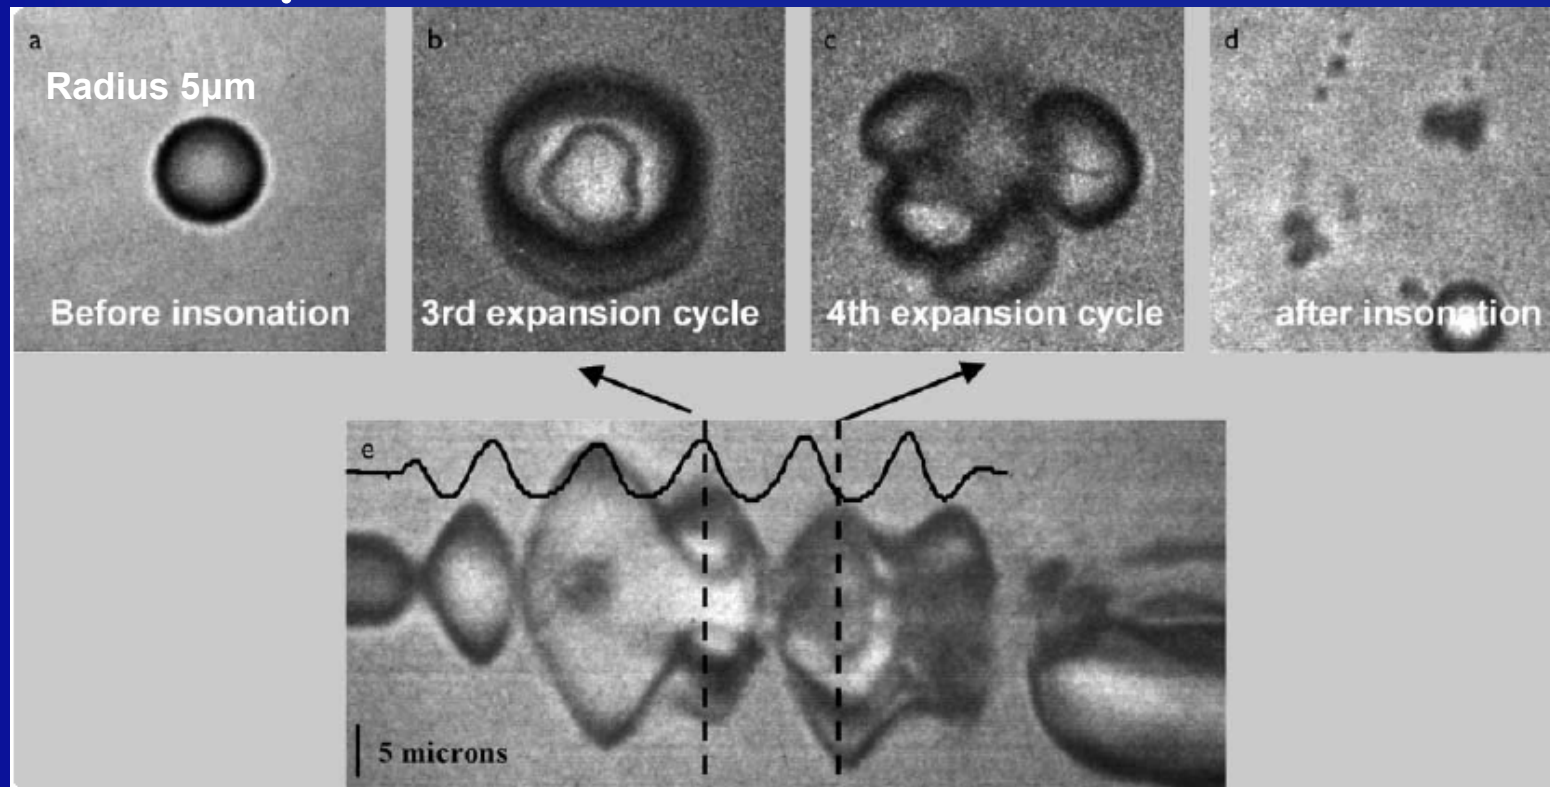 a
Radius 5µm
Before insonation
b
3rd expansion cycle
c
4th expansion cycle
d
after insonation
e
5 microns